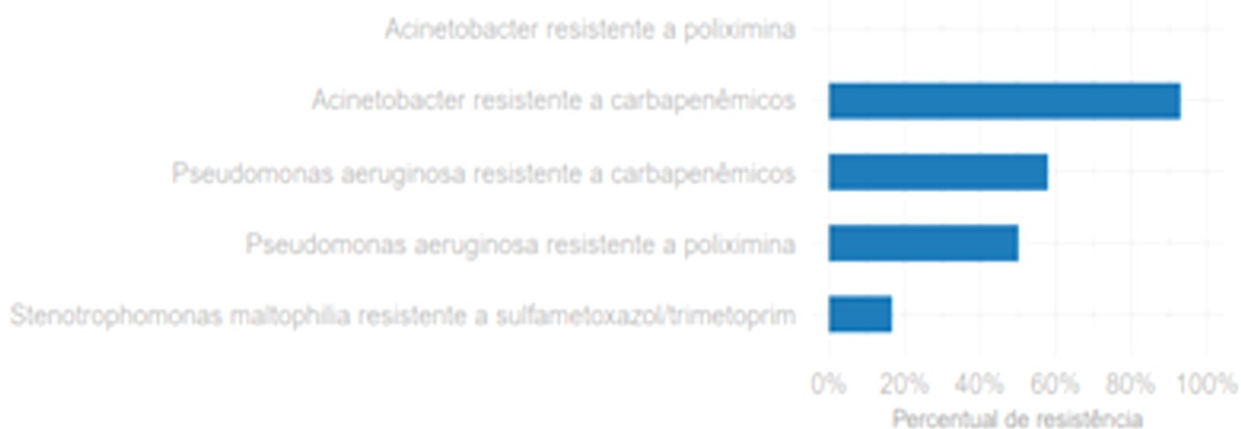 Acinetobacter resistente a poliximina
Acinetobacter resistente a carbapenêmicos
Pseudomonas aeruginosa resistente a carbapenêmicos
Pseudomonas aeruginosa resistente a poliximina
Stenotrophomonas maltophilia resistente a sulfametoxazol/trimetoprim
0% 20% 40% 60% 80% 100%
Percentual de resistência